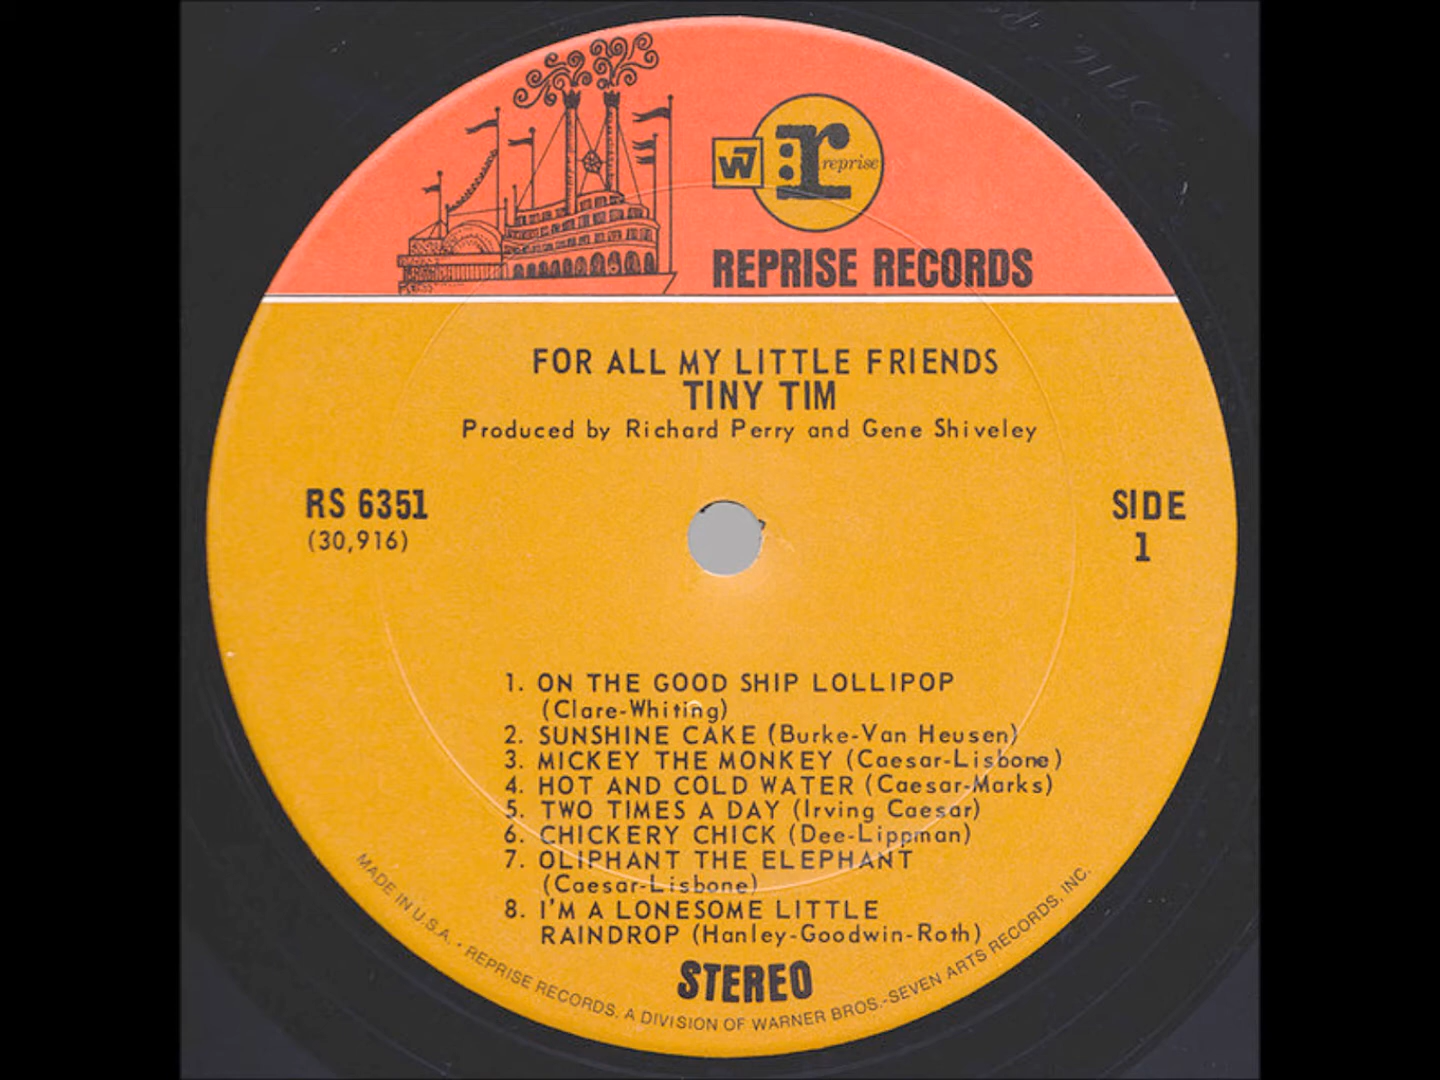 W7
r
reprise
REPRISE RECORDS
FOR ALL MY LITTLE FRIENDS
TINY TIM
Produced by Richard Perry and Gene Shiveley
RS 6351
(30,916)
SIDE
1
1. ON THE GOOD SHIP LOLLIPOP
(Clare-Whiting)
2. SUNSHINE CAKE (Burke-Van Heusen)
3. MICKEY THE MONKEY (Caesar-Lisbone)
4. HOT AND COLD WATER (Caesar-Marks)
5. TWO TIMES A DAY (Irving Caesar)
6. CHICKERY CHICK (Dee-Lippman)
7. OLIPHANT THE ELEPHANT
(Caesar-Lisbone)
8. I'M A LONESOME LITTLE
RAINDROP (Hanley-Goodwin-Roth)
STEREO
MADE IN U.S.A. • REPRISE RECORDS, A DIVISION OF WARNER BROS.-SEVEN ARTS RECORDS, INC.